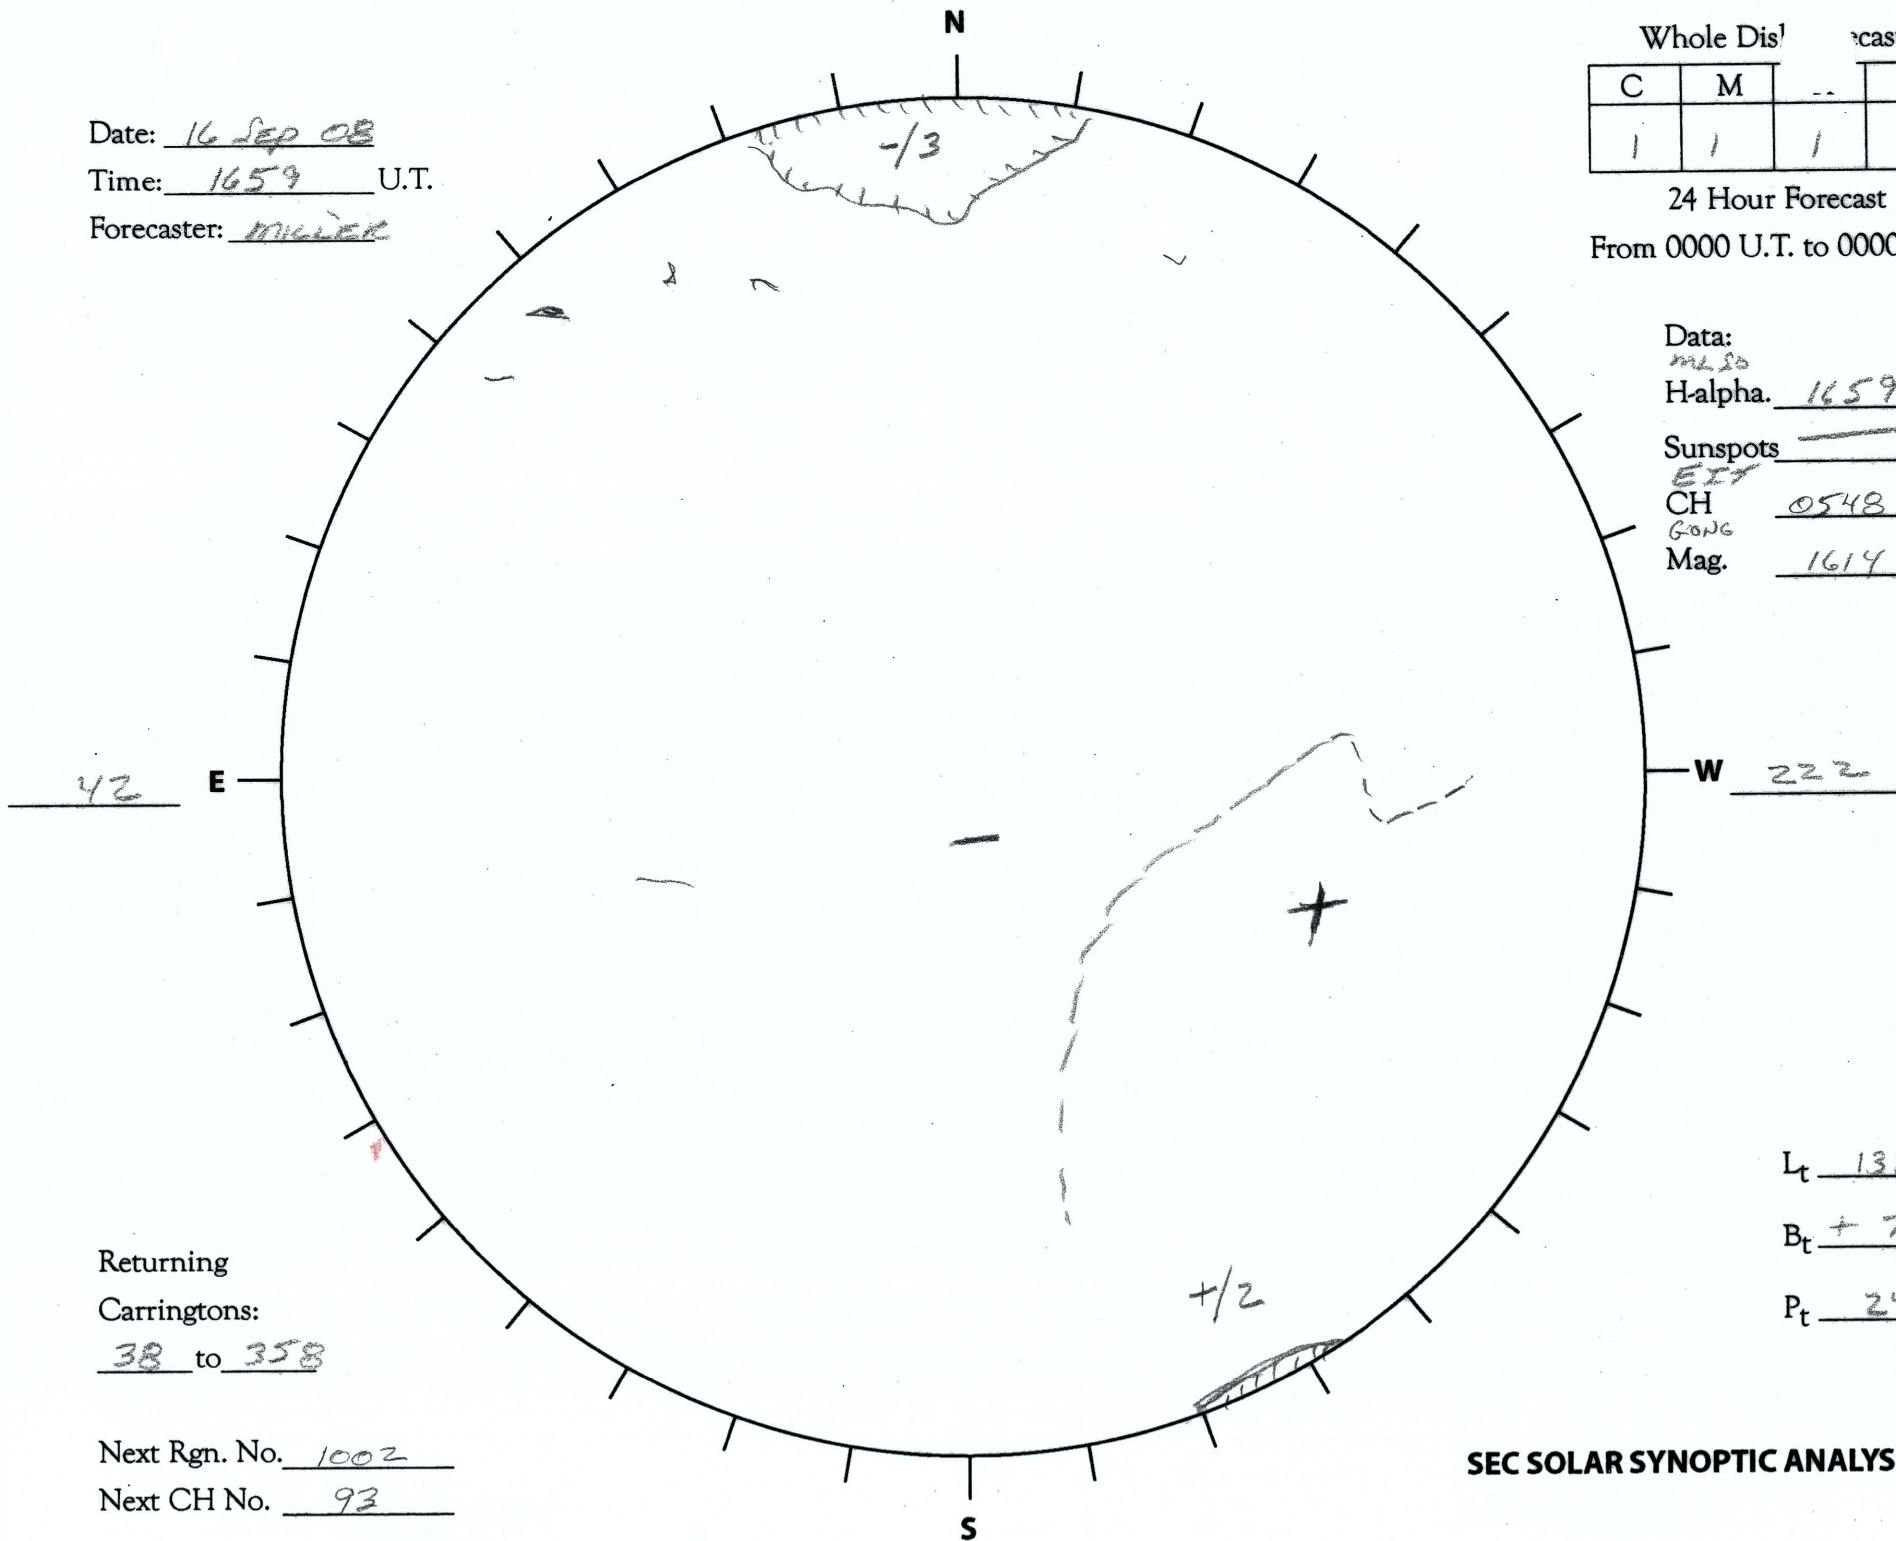 N
Whole Dis
C M
1 1 1
24 Hour Forecast
From 0000 U.T. to 0000
Date: 16 Sep 08
Time: 1659 U.T.
Forecaster: MILLER
-/3
Data:
MLSO
H-alpha. 1659
Sunspots
EIT
CH 0548
GONG
Mag. 1614
42 E
W 222
-
+
Lt 13
Bt +
Pt
+/2
Returning
Carringtons:
38 to 358
Next Rgn. No. 1002
Next CH No. 93
SEC SOLAR SYNOPTIC ANALYS
S